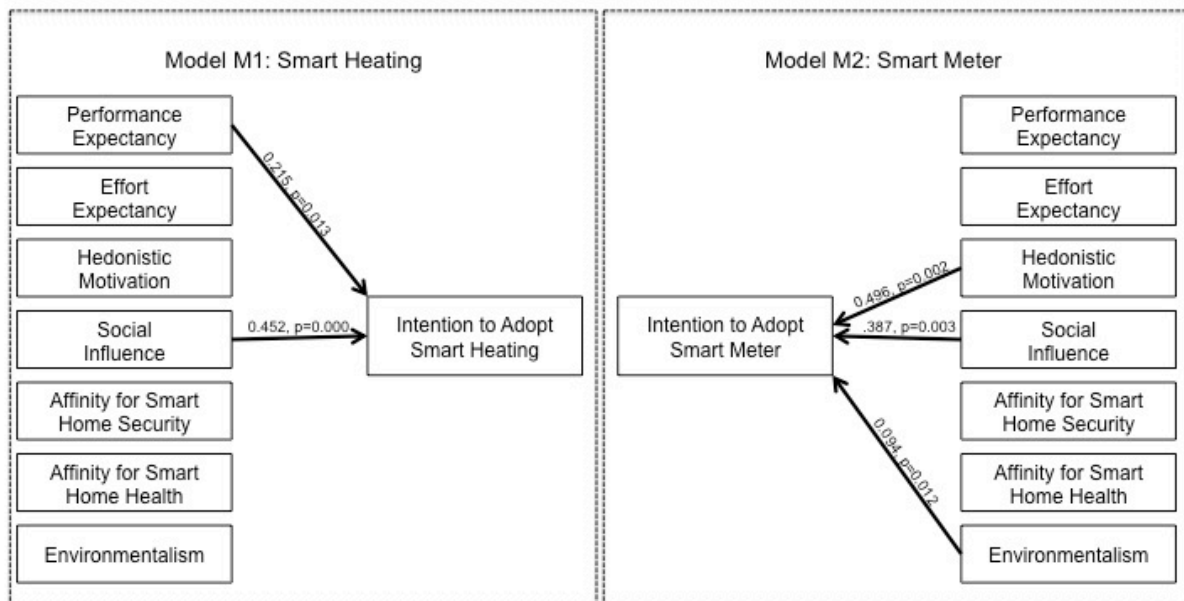 Model M1: Smart Heating
Performance
Expectancy
Effort
Expectancy
Hedonistic
Motivation
Social
Influence
Affinity for Smart
Home Security
Affinity for Smart
Home Health
Environmentalism
0.215, p=0.013
0.452, p=0.000
Intention to Adopt
Smart Heating
Model M2: Smart Meter
Intention to Adopt
Smart Meter
0.496, p=0.002
.387, p=0.003
0.094, p=0.012
Performance
Expectancy
Effort
Expectancy
Hedonistic
Motivation
Social
Influence
Affinity for Smart
Home Security
Affinity for Smart
Home Health
Environmentalism